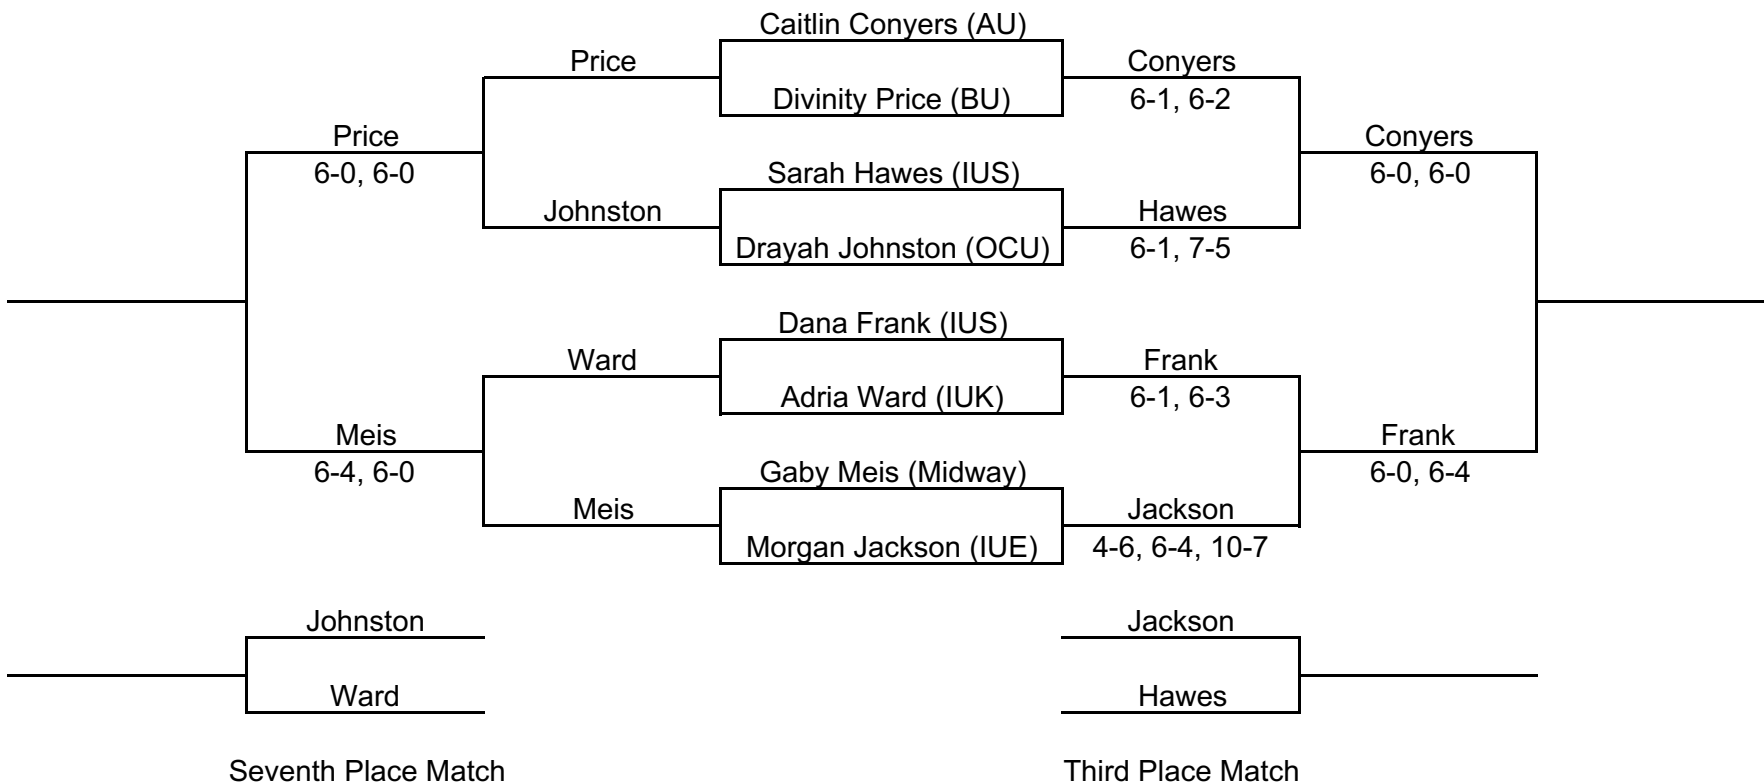 Caitlin Conyers (AU)
Price
Conyers
Divinity Price (BU)
6-1, 6-2
Price
Conyers
6-0, 6-0
Sarah Hawes (IUS)
6-0, 6-0
Johnston
Hawes
Drayah Johnston (OCU)
6-1, 7-5
Dana Frank (IUS)
Ward
Frank
Adria Ward (IUK)
6-1, 6-3
Meis
Frank
6-4, 6-0
Gaby Meis (Midway)
6-0, 6-4
Meis
Jackson
Morgan Jackson (IUE)
4-6, 6-4, 10-7
Johnston
Jackson
Ward
Hawes
Seventh Place Match
Third Place Match